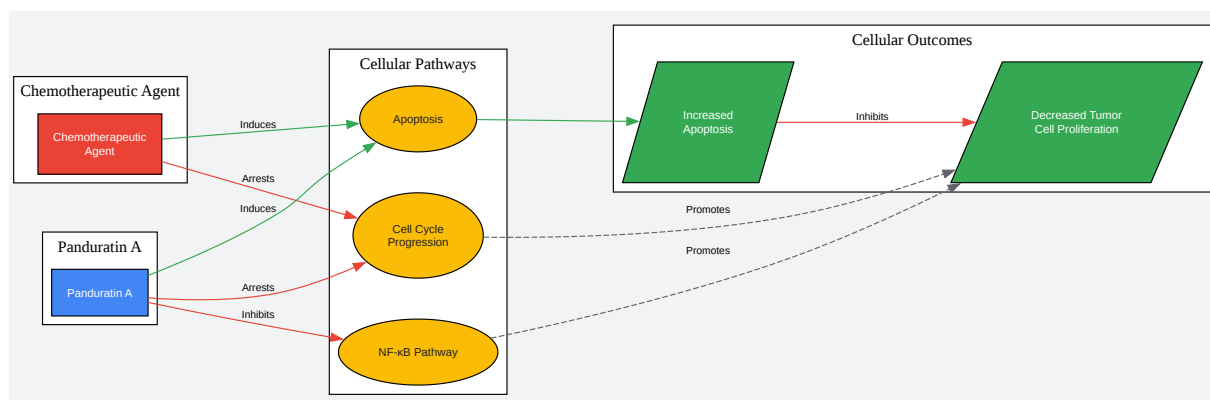 Chemotherapeutic Agent
Chemotherapeutic
Agent
Panduratin A
Panduratin A
Induces
Arrests
Induces
Arrests
Inhibits
Cellular Pathways
Apoptosis
Cell Cycle
Progression
NF-κB Pathway
Promotes
Promotes
Cellular Outcomes
Increased
Apoptosis
Inhibits
Decreased Tumor
Cell Proliferation